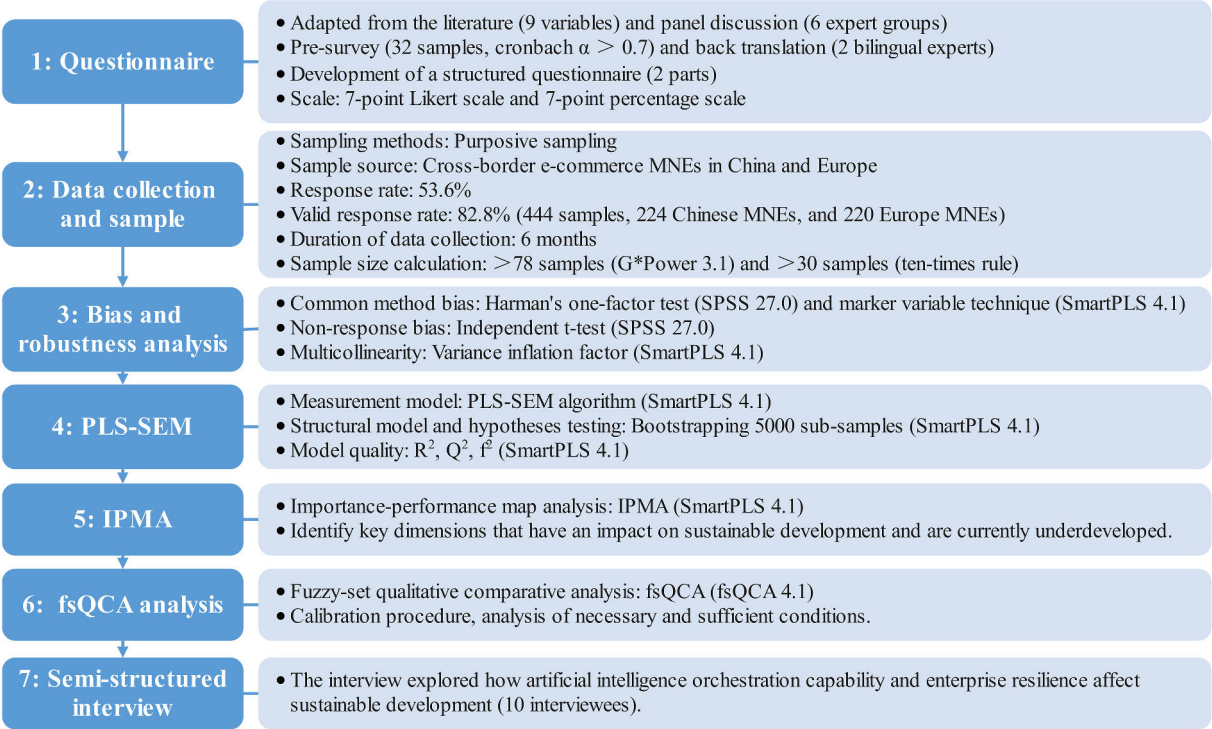 1: Questionnaire
• Adapted from the literature (9 variables) and panel discussion (6 expert groups)
• Pre-survey (32 samples, cronbach α > 0.7) and back translation (2 bilingual experts)
• Development of a structured questionnaire (2 parts)
• Scale: 7-point Likert scale and 7-point percentage scale
2: Data collection
and sample
• Sampling methods: Purposive sampling
• Sample source: Cross-border e-commerce MNEs in China and Europe
• Response rate: 53.6%
• Valid response rate: 82.8% (444 samples, 224 Chinese MNEs, and 220 Europe MNEs)
• Duration of data collection: 6 months
• Sample size calculation: >78 samples (G*Power 3.1) and >30 samples (ten-times rule)
3: Bias and
robustness analysis
• Common method bias: Harman's one-factor test (SPSS 27.0) and marker variable technique (SmartPLS 4.1)
• Non-response bias: Independent t-test (SPSS 27.0)
• Multicollinearity: Variance inflation factor (SmartPLS 4.1)
4: PLS-SEM
• Measurement model: PLS-SEM algorithm (SmartPLS 4.1)
• Structural model and hypotheses testing: Bootstrapping 5000 sub-samples (SmartPLS 4.1)
• Model quality: R², Q², f² (SmartPLS 4.1)
5: IPMA
• Importance-performance map analysis: IPMA (SmartPLS 4.1)
• Identify key dimensions that have an impact on sustainable development and are currently underdeveloped.
6: fsQCA analysis
• Fuzzy-set qualitative comparative analysis: fsQCA (fsQCA 4.1)
• Calibration procedure, analysis of necessary and sufficient conditions.
7: Semi-structured
interview
• The interview explored how artificial intelligence orchestration capability and enterprise resilience affect
sustainable development (10 interviewees).